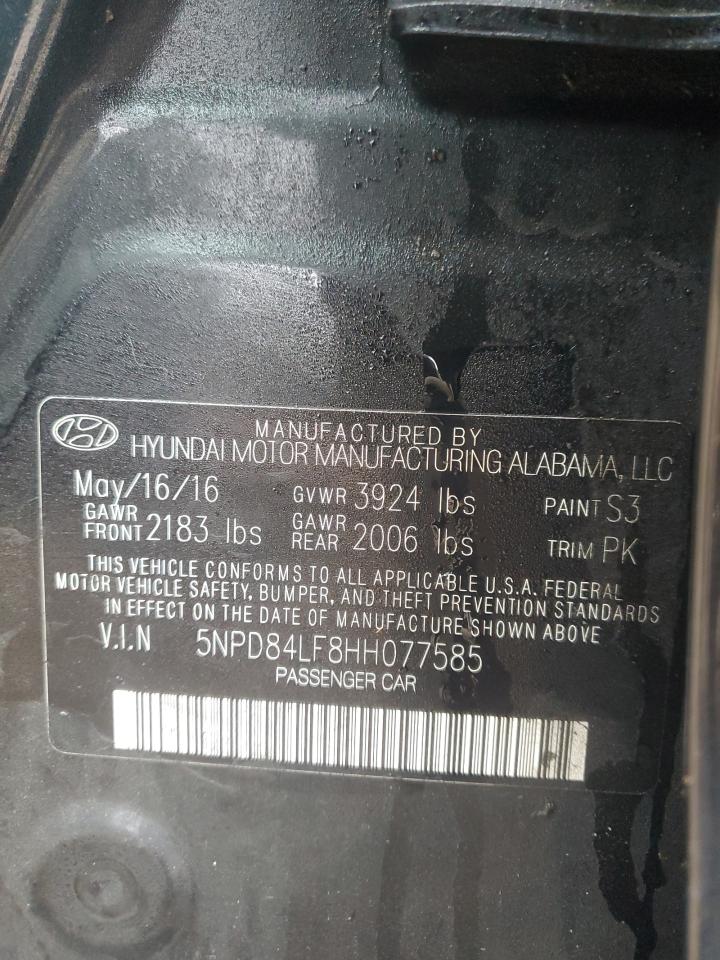 MANUFACTURED BY
HYUNDAI MOTOR MANUFACTURING ALABAMA, LLC
May/16/16 GVWR 3924 lbs PAINT S3
GAWR FRONT 2183 lbs GAWR REAR 2006 lbs TRIM PK
THIS VEHICLE CONFORMS TO ALL APPLICABLE U.S.A. FEDERAL
MOTOR VEHICLE SAFETY, BUMPER, AND THEFT PREVENTION STANDARDS
IN EFFECT ON THE DATE OF MANUFACTURE SHOWN ABOVE
V.I.N 5NPD84LF8HH077585
PASSENGER CAR